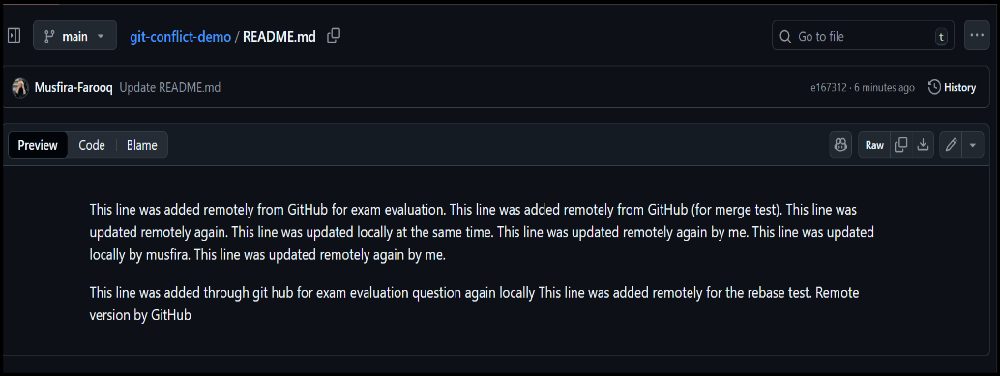 main git-conflict-demo / README.md Go to file t
Musfira-Farooq Update README.md e167312 · 6 minutes ago History
Preview Code Blame Raw
This line was added remotely from GitHub for exam evaluation. This line was added remotely from GitHub (for merge test). This line was
updated remotely again. This line was updated locally at the same time. This line was updated remotely again by me. This line was updated
locally by musfira. This line was updated remotely again by me.
This line was added through git hub for exam evaluation question again locally This line was added remotely for the rebase test. Remote
version by GitHub